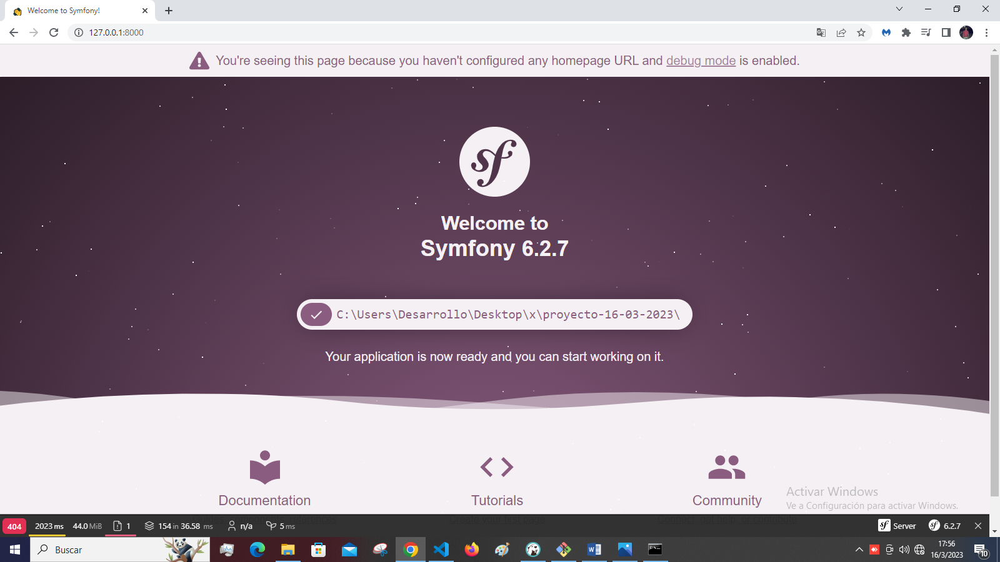 Welcome to Symfony!
127.0.0.1:8000
You're seeing this page because you haven't configured any homepage URL and debug mode is enabled.
sf
Welcome to
Symfony 6.2.7
C:\Users\Desarrollo\Desktop\x\proyecto-16-03-2023\
Your application is now ready and you can start working on it.
Documentation
Tutorials
Community
Activar Windows
Ve a Configuración para activar Windows.
404 2023 ms 44.0 MiB 1 154 in 36.58 ms n/a 5 ms sf Server sf 6.2.7
Buscar
17:56
16/3/2023
10